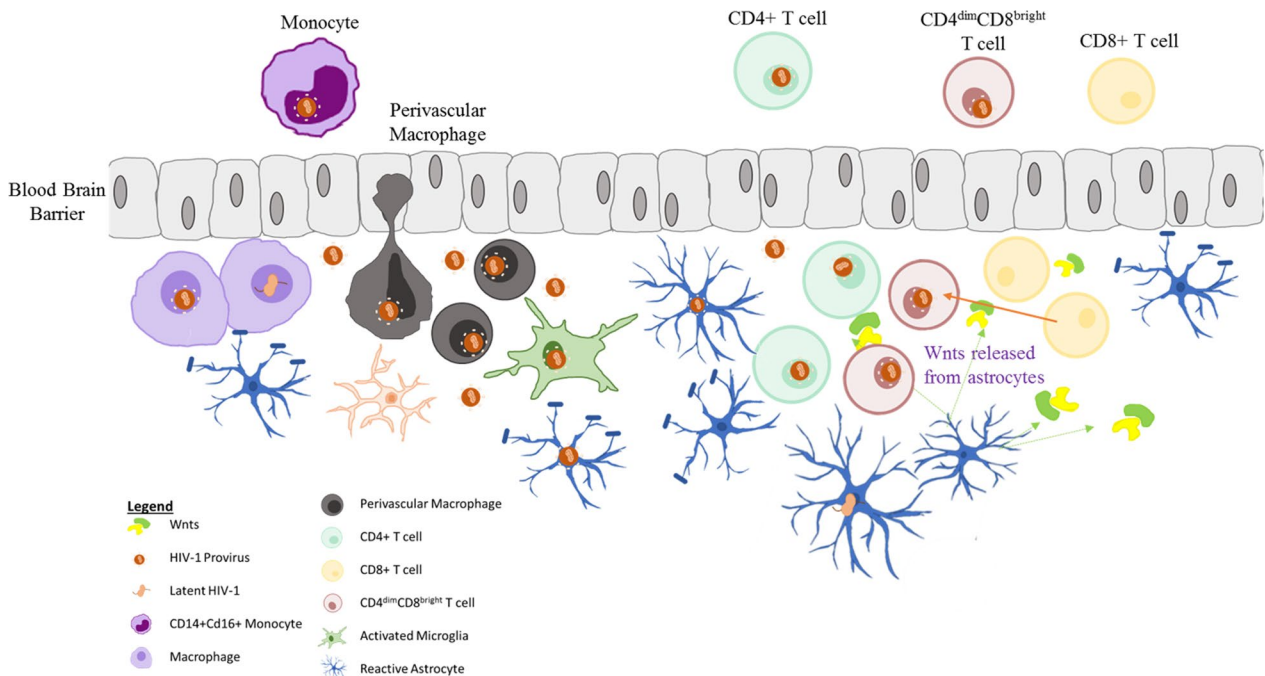 Monocyte
Perivascular
Macrophage
CD4+ T cell
CD4dimCD8bright
T cell
CD8+ T cell
Blood Brain
Barrier
Wnts released
from astrocytes
Legend
Wnts
HIV-1 Provirus
Latent HIV-1
CD14+Cd16+ Monocyte
Macrophage
Perivascular Macrophage
CD4+ T cell
CD8+ T cell
CD4dimCD8bright T cell
Activated Microglia
Reactive Astrocyte